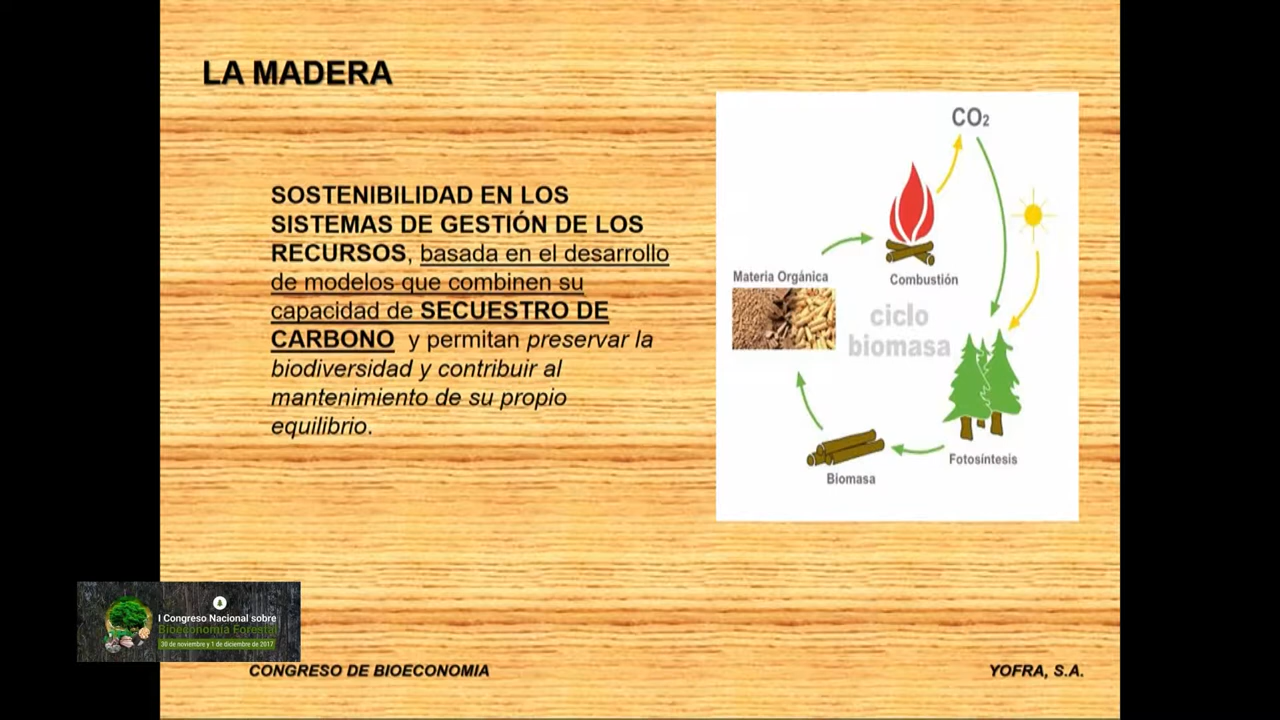 LA MADERA
SOSTENIBILIDAD EN LOS
SISTEMAS DE GESTIÓN DE LOS
RECURSOS, basada en el desarrollo
de modelos que combinen su
capacidad de SECUESTRO DE
CARBONO y permitan preservar la
biodiversidad y contribuir al
mantenimiento de su propio
equilibrio.
CO₂
Combustión
Materia Orgánica
ciclo
biomasa
Fotosíntesis
Biomasa
I Congreso Nacional sobre
Bioeconomía Forestal
30 de noviembre y 1 de diciembre de 2017
CONGRESO DE BIOECONOMIA
YOFRA, S.A.